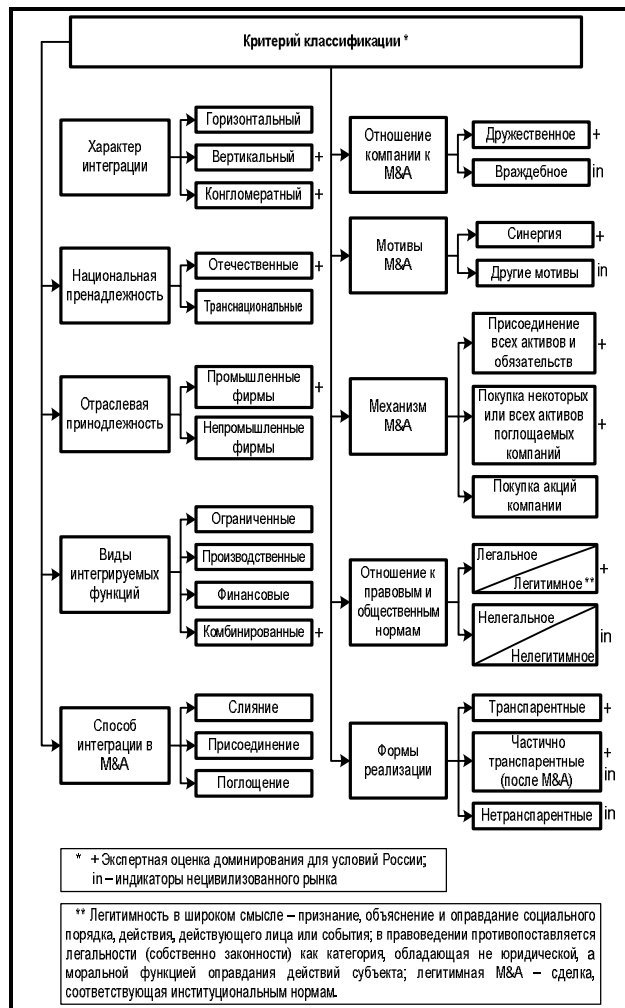 Критерий классификации *
Характер
интеграции
Горизонтальный
Вертикальный +
Конгломератный +
Национальная
пренадлежность
Отечественные +
Транснациональные
Отраслевая
принодлежность
Промышленные +
фирмы
Непромышленные
фирмы
Виды
интегрируемых
функций
Ограниченные
Производственные
Финансовые
Комбинированные +
Способ
интеграции в
M&A
Слияние
Присоединение
Поглощение
Отношение
компании к
M&A
Дружественное +
Враждебное in
Мотивы
M&A
Синергия +
Другие мотивы in
Механизм
M&A
Присоединение
всех активов и +
обязательств
Покупка некоторых
или всех активов
поглощаемых +
компаний
Покупка акций
компании
Отношение к
правовым и
общественным
нормам
Легальное
Легитимное ** +
Нелегальное
Нелегитимное in
Формы
реализации
Транспарентные +
Частично +
транспарентные
(после M&A) in
Нетранспарентные in
* + Экспертная оценка доминирования для условий России;
in – индикаторы нецивилизованного рынка
** Легитимность в широком смысле – признание, объяснение и оправдание социального
порядка, действия, действующего лица или события; в правоведении противопоставляется
легальности (собственно законности) как категория, обладающая не юридической, а
моральной функцией оправдания действий субъекта; легитимная M&A – сделка,
соответствующая институциональным нормам.